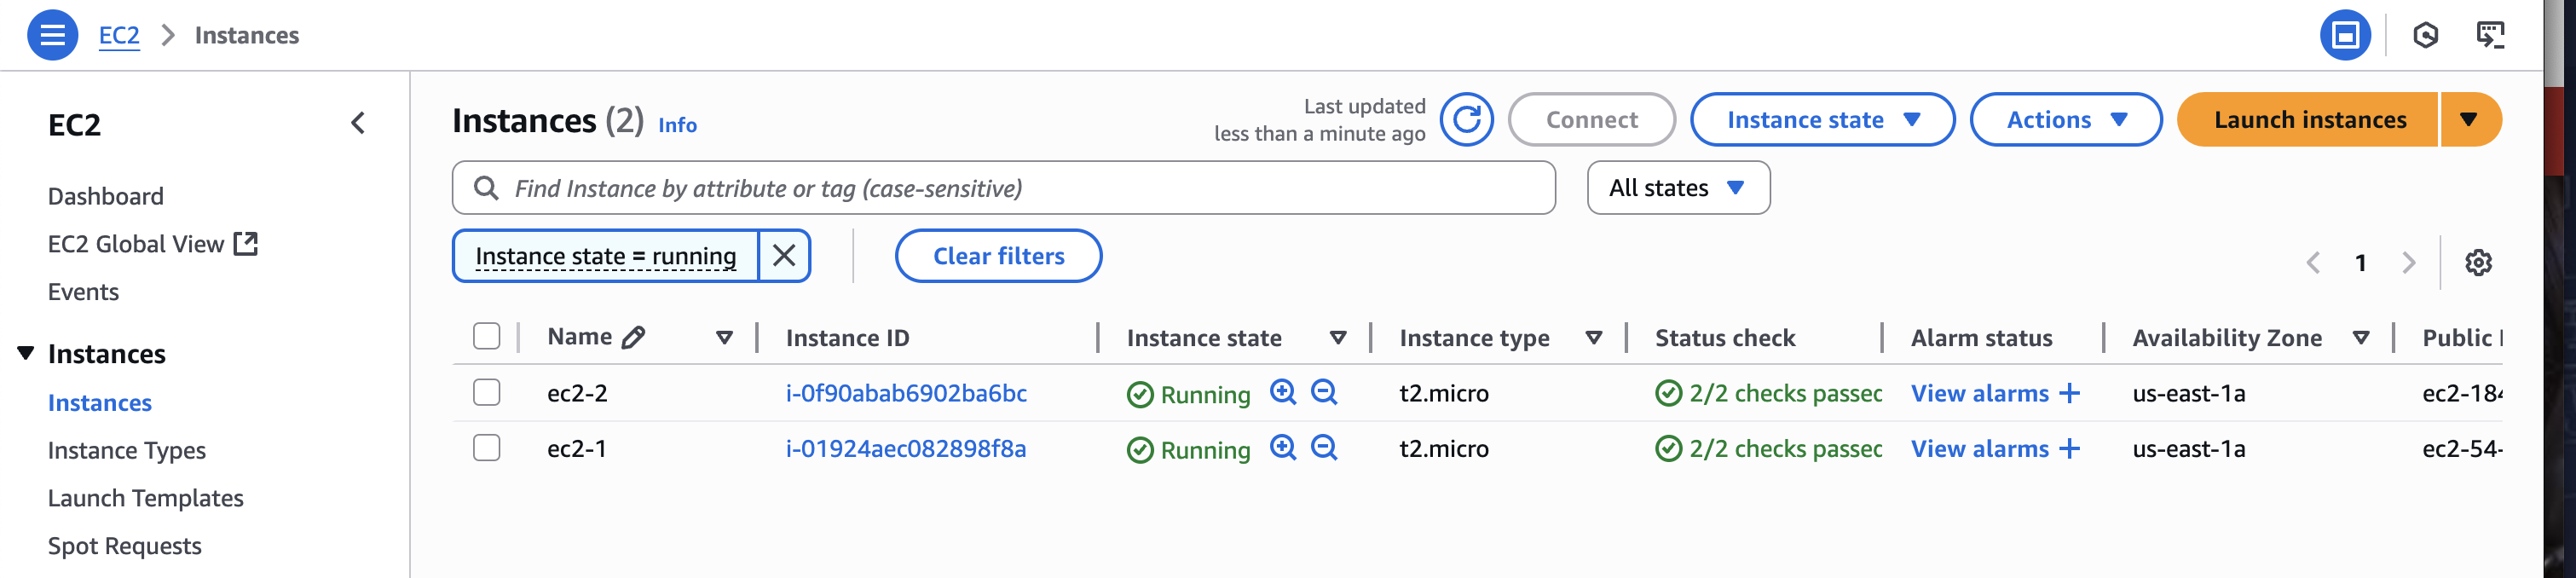 EC2 > Instances
EC2
Dashboard
EC2 Global View
Events
Instances
Instances
Instance Types
Launch Templates
Spot Requests
Instances (2) Info
Last updated
less than a minute ago
Connect
Instance state
Actions
Launch instances
Find Instance by attribute or tag (case-sensitive)
All states
Instance state = running
Clear filters
1
Name Instance ID Instance state Instance type Status check Alarm status Availability Zone Public
ec2-2 i-0f90abab6902ba6bc Running t2.micro 2/2 checks passed View alarms + us-east-1a ec2-184
ec2-1 i-01924aec082898f8a Running t2.micro 2/2 checks passed View alarms + us-east-1a ec2-54-